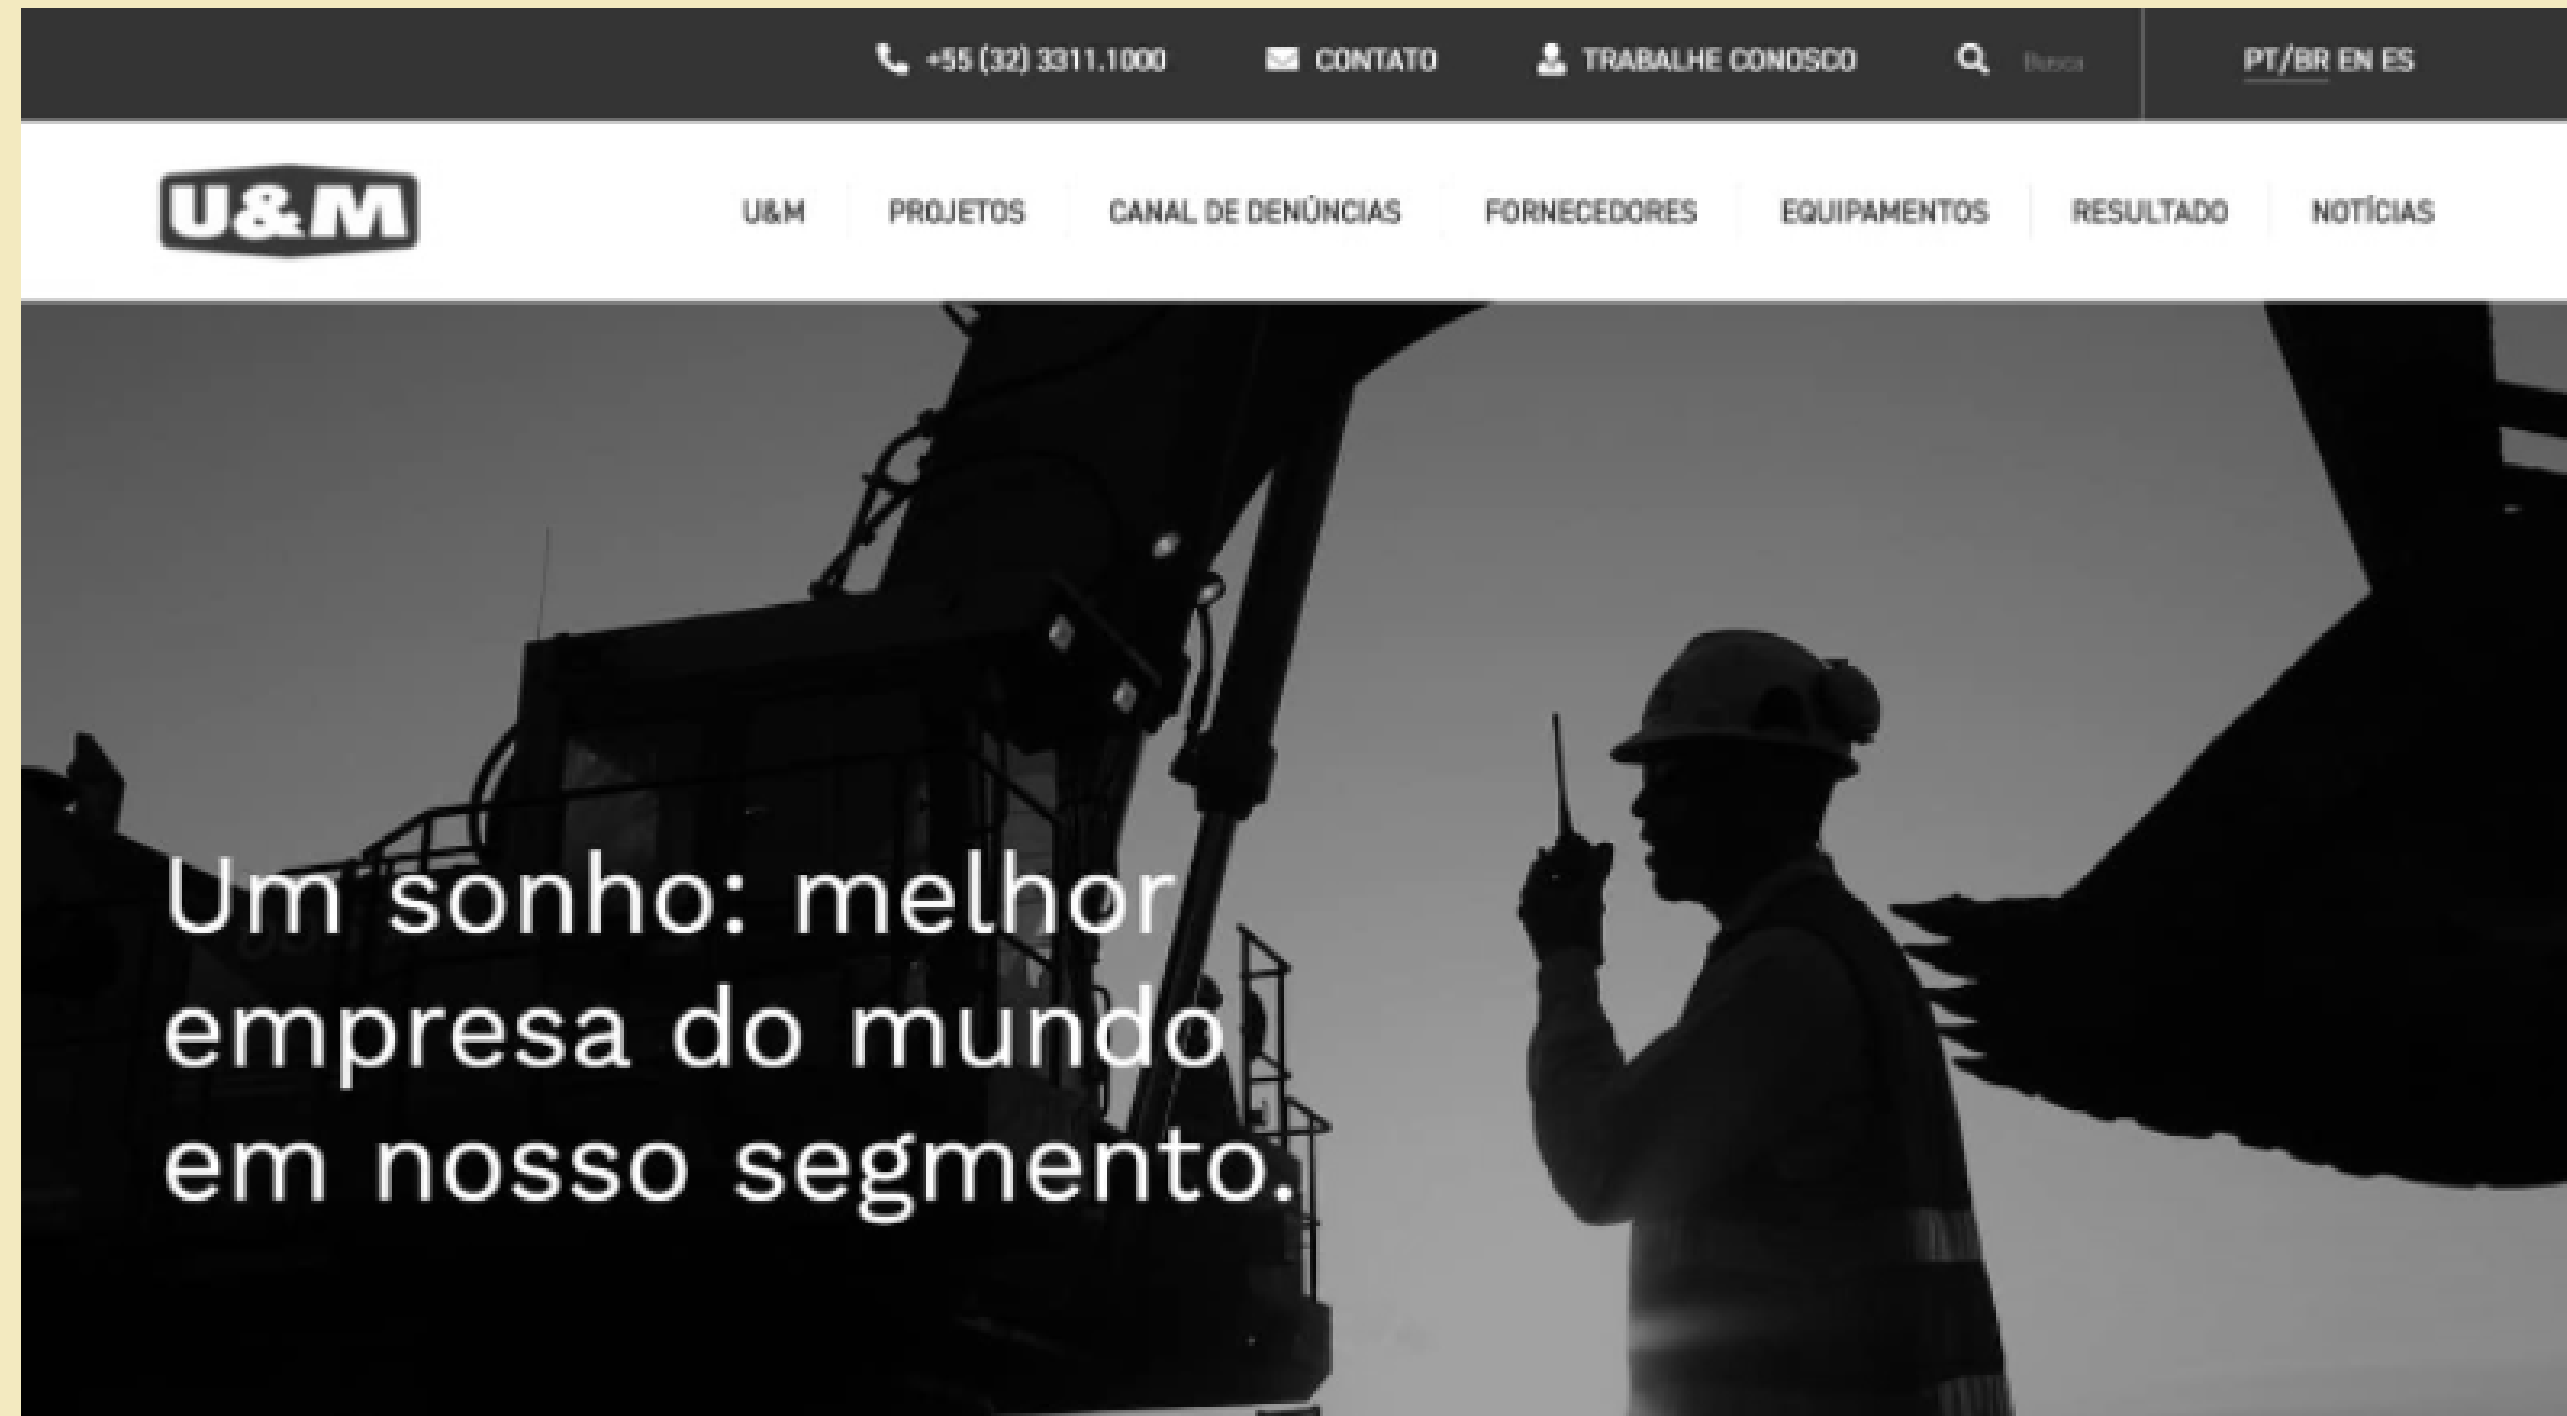 +55 (32) 3311.1000 CONTATO TRABALHE CONOSCO Busca PT/BR EN ES
U&M U&M PROJETOS CANAL DE DENÚNCIAS FORNECEDORES EQUIPAMENTOS RESULTADO NOTÍCIAS
Um sonho: melhor
empresa do mundo
em nosso segmento.